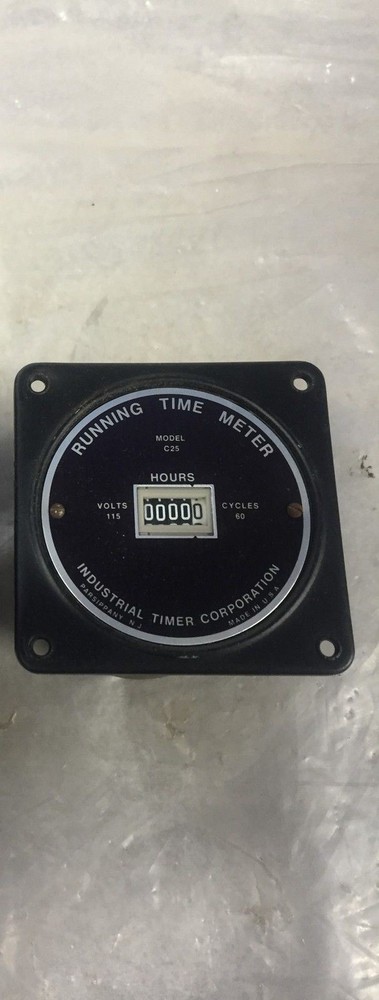 RUNNING TIME METER
MODEL
C25
HOURS
VOLTS
115
00000
CYCLES
60
INDUSTRIAL TIMER CORPORATION
PARSIPPANY, N.J.
MADE IN U.S.A.